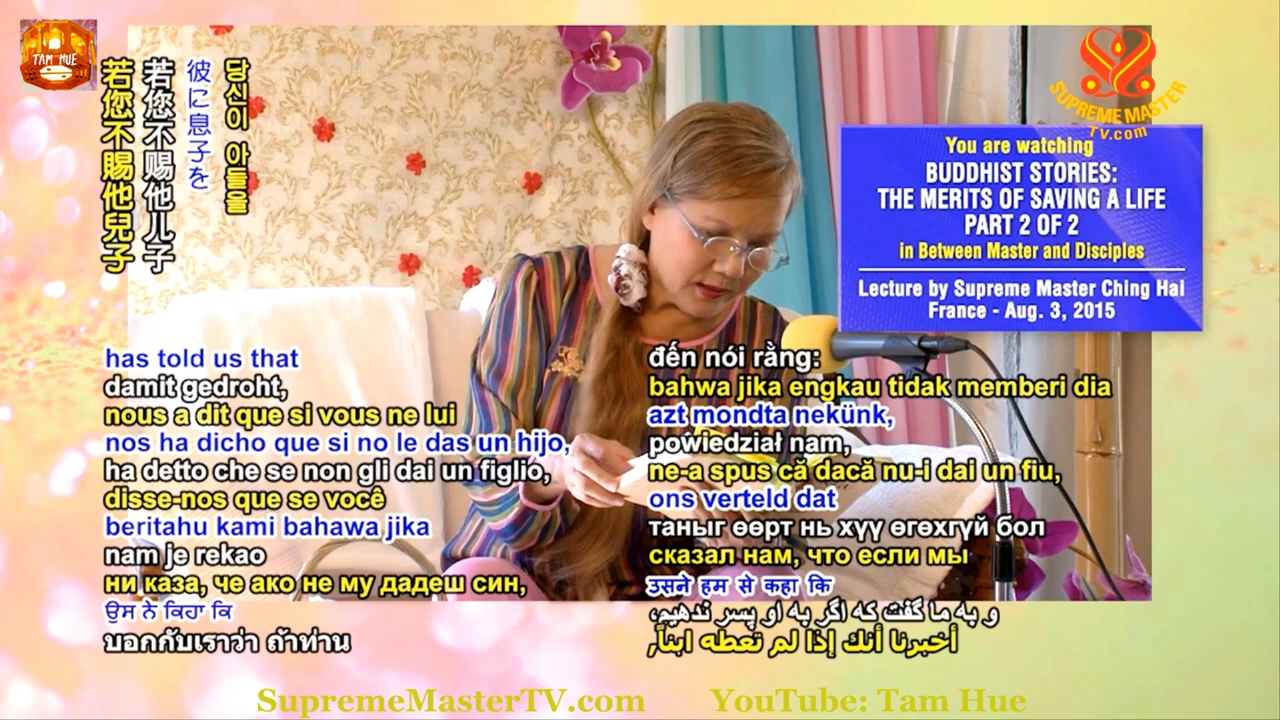 TAM HUE
若您不賜他兒子
若您不赐他儿子
彼に息子を
당신이 아들을
SUPREME MASTER
TV.com
You are watching
BUDDHIST STORIES:
THE MERITS OF SAVING A LIFE
PART 2 OF 2
in Between Master and Disciples
Lecture by Supreme Master Ching Hai
France - Aug. 3, 2015
has told us that
damit gedroht,
nous a dit que si vous ne lui
nos ha dicho que si no le das un hijo,
ha detto che se non gli dai un figlio,
disse-nos que se você
beritahu kami bahawa jika
nam je rekao
ни каза, че ако не му дадеш син,
ਉਸ ਨੇ ਕਿਹਾ ਕਿ
บอกกับเราว่า ถ้าท่าน
đến nói rằng:
bahwa jika engkau tidak memberi dia
azt mondta nekünk,
powiedział nam,
ne-a spus că dacă nu-i dai un fiu,
ons verteld dat
таныг өөрт нь хүү өгөхгүй бол
сказал нам, что если мы
उसने हम से कहा कि
و به ما گفت که اگر به او پسر ندهیم،
أخبرنا أنك إذا لم تعطه ابناً,
SupremeMasterTV.com
YouTube: Tam Hue